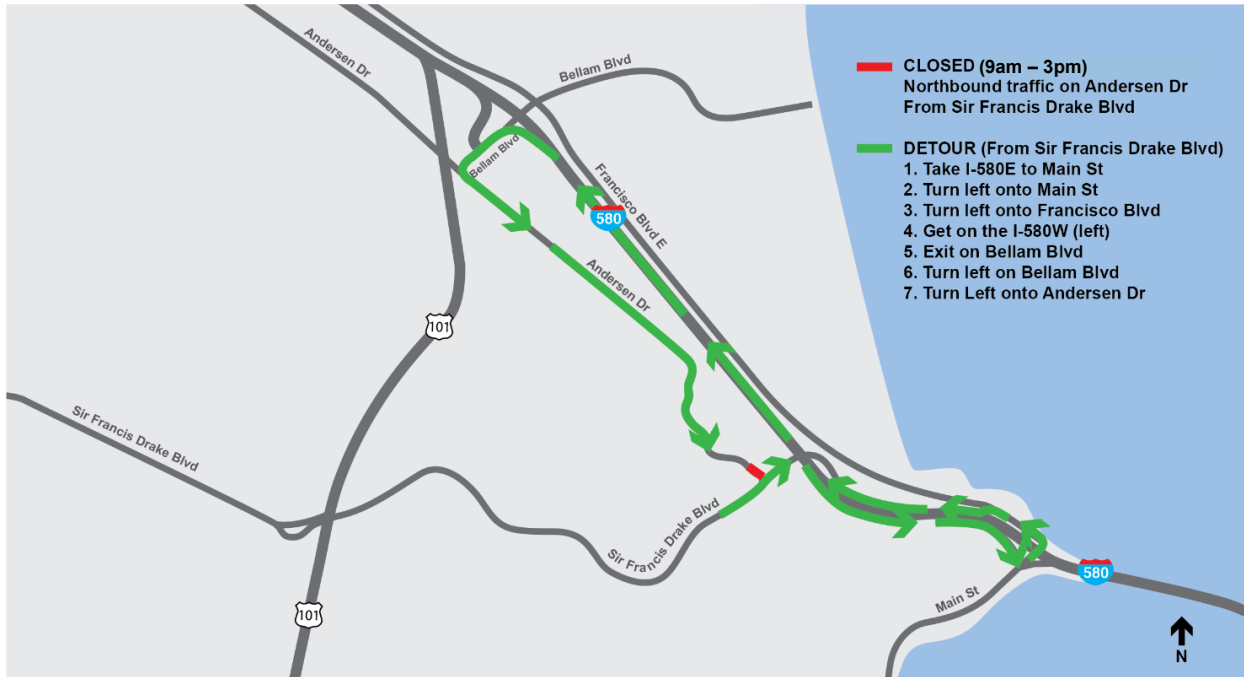 CLOSED (9am – 3pm)
Northbound traffic on Andersen Dr
From Sir Francis Drake Blvd
DETOUR (From Sir Francis Drake Blvd)
1. Take I-580E to Main St
2. Turn left onto Main St
3. Turn left onto Francisco Blvd
4. Get on the I-580W (left)
5. Exit on Bellam Blvd
6. Turn left on Bellam Blvd
7. Turn Left onto Andersen Dr
Andersen Dr
Bellam Blvd
Bellam Blvd
Francisco Blvd E
580
Andersen Dr
101
Sir Francis Drake Blvd
Sir Francis Drake Blvd
580
Main St
101
N